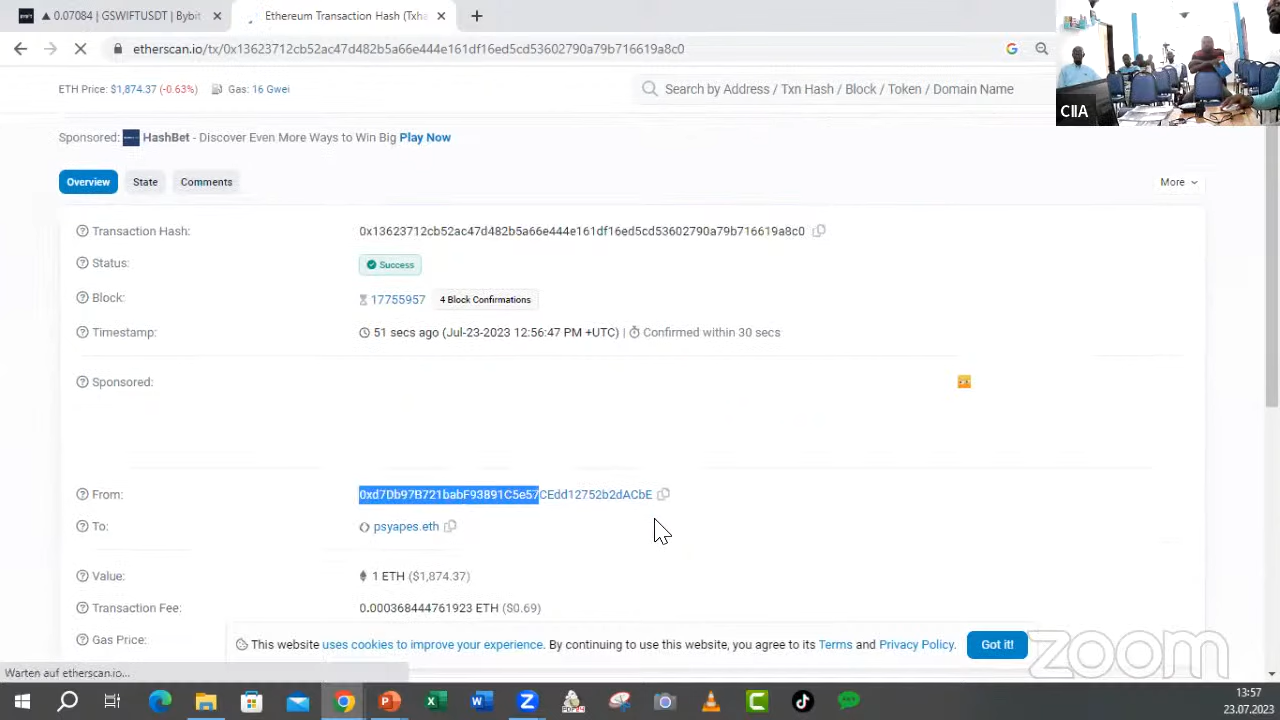 ▲ 0.07084 | GSWIFTUSDT | Bybit
Ethereum Transaction Hash (Txha
etherscan.io/tx/0x13623712cb52ac47d482b5a66e444e161df16ed5cd53602790a79b716619a8c0
ETH Price: $1,874.37 (-0.63%) Gas: 16 Gwei
Search by Address / Txn Hash / Block / Token / Domain Name
CIIA
Sponsored: HashBet - Discover Even More Ways to Win Big Play Now
Overview State Comments More
Transaction Hash: 0x13623712cb52ac47d482b5a66e444e161df16ed5cd53602790a79b716619a8c0
Status: Success
Block: 17755957 4 Block Confirmations
Timestamp: 51 secs ago (Jul-23-2023 12:56:47 PM +UTC) | Confirmed within 30 secs
Sponsored:
From: 0xd7Db97B721babF93891C5e57CEdd12752b2dACbE
To: psyapes.eth
Value: 1 ETH ($1,874.37)
Transaction Fee: 0.000368444761923 ETH ($0.69)
Gas Price:
This website uses cookies to improve your experience. By continuing to use this website, you agree to its Terms and Privacy Policy. Got it!
zoom
Warten auf etherscan.io...
13:57
23.07.2023